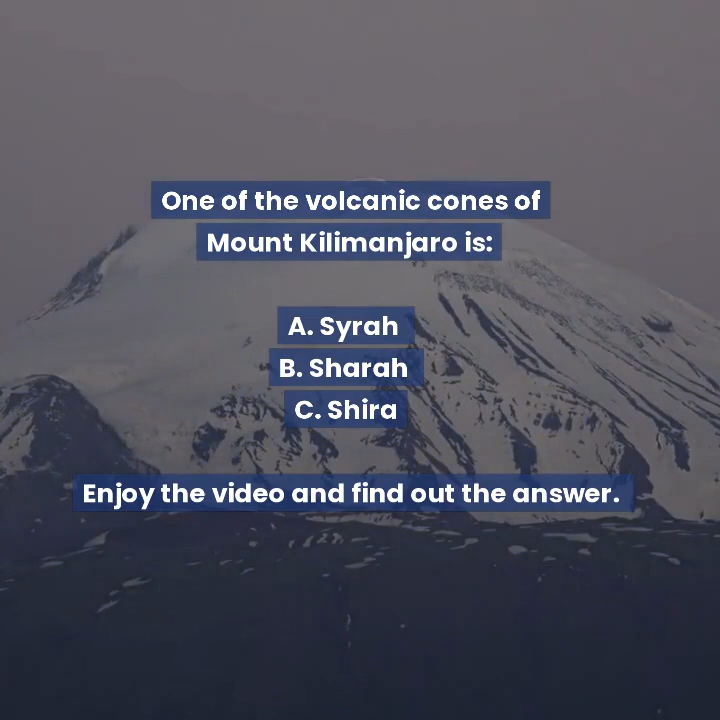 One of the volcanic cones of
Mount Kilimanjaro is:
A. Syrah
B. Sharah
C. Shira
Enjoy the video and find out the answer.